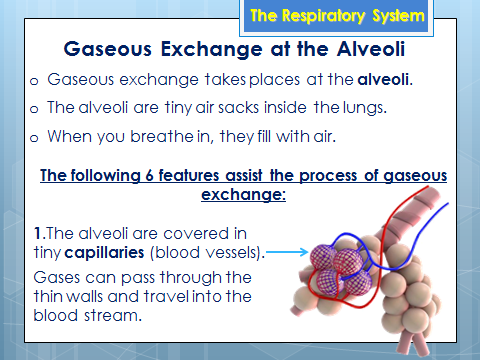 The Respiratory System
Gaseous Exchange at the Alveoli
o Gaseous exchange takes places at the alveoli.
o The alveoli are tiny air sacks inside the lungs.
o When you breathe in, they fill with air.
The following 6 features assist the process of gaseous
exchange:
1.The alveoli are covered in
tiny capillaries (blood vessels).
Gases can pass through the
thin walls and travel into the
blood stream.